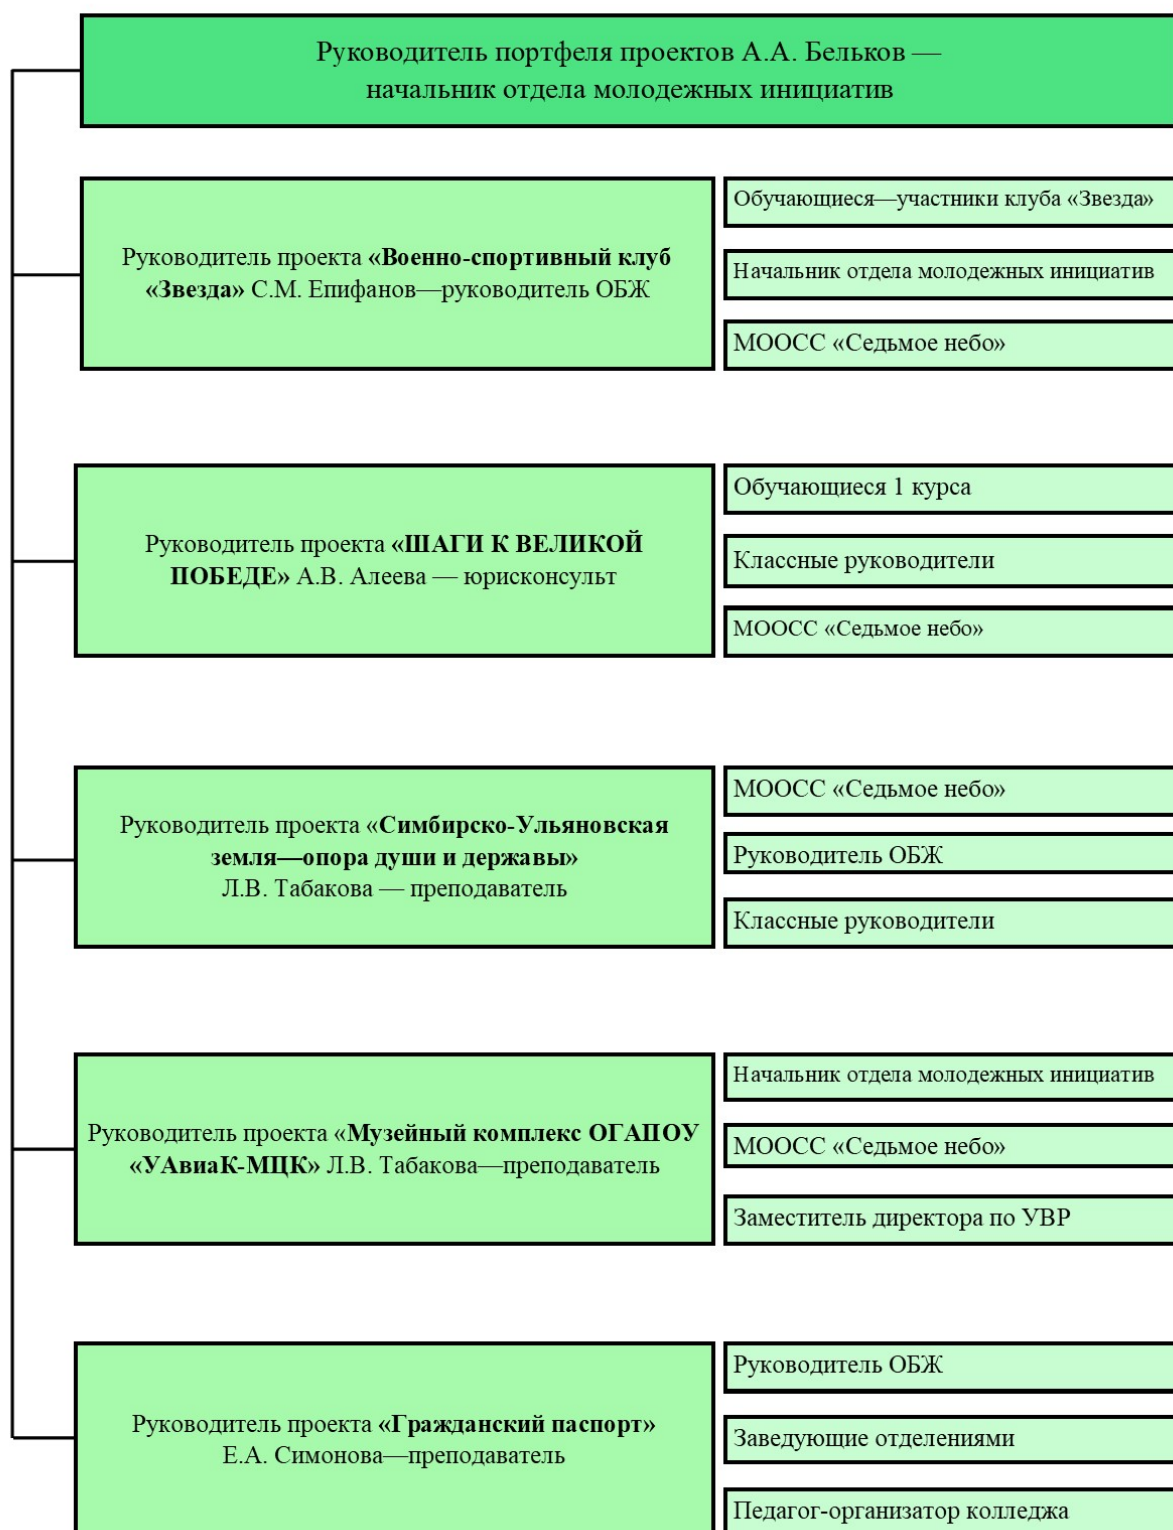 Руководитель портфеля проектов А.А. Бельков —
начальник отдела молодежных инициатив
Руководитель проекта «Военно-спортивный клуб
«Звезда» С.М. Епифанов—руководитель ОБЖ
Обучающиеся—участники клуба «Звезда»
Начальник отдела молодежных инициатив
МООСС «Седьмое небо»
Руководитель проекта «ШАГИ К ВЕЛИКОЙ
ПОБЕДЕ» А.В. Алеева — юрисконсульт
Обучающиеся 1 курса
Классные руководители
МООСС «Седьмое небо»
Руководитель проекта «Симбирско-Ульяновская
земля—опора души и державы»
Л.В. Табакова — преподаватель
МООСС «Седьмое небо»
Руководитель ОБЖ
Классные руководители
Руководитель проекта «Музейный комплекс ОГАПОУ
«УАвиаК-МЦК» Л.В. Табакова—преподаватель
Начальник отдела молодежных инициатив
МООСС «Седьмое небо»
Заместитель директора по УВР
Руководитель проекта «Гражданский паспорт»
Е.А. Симонова—преподаватель
Руководитель ОБЖ
Заведующие отделениями
Педагог-организатор колледжа